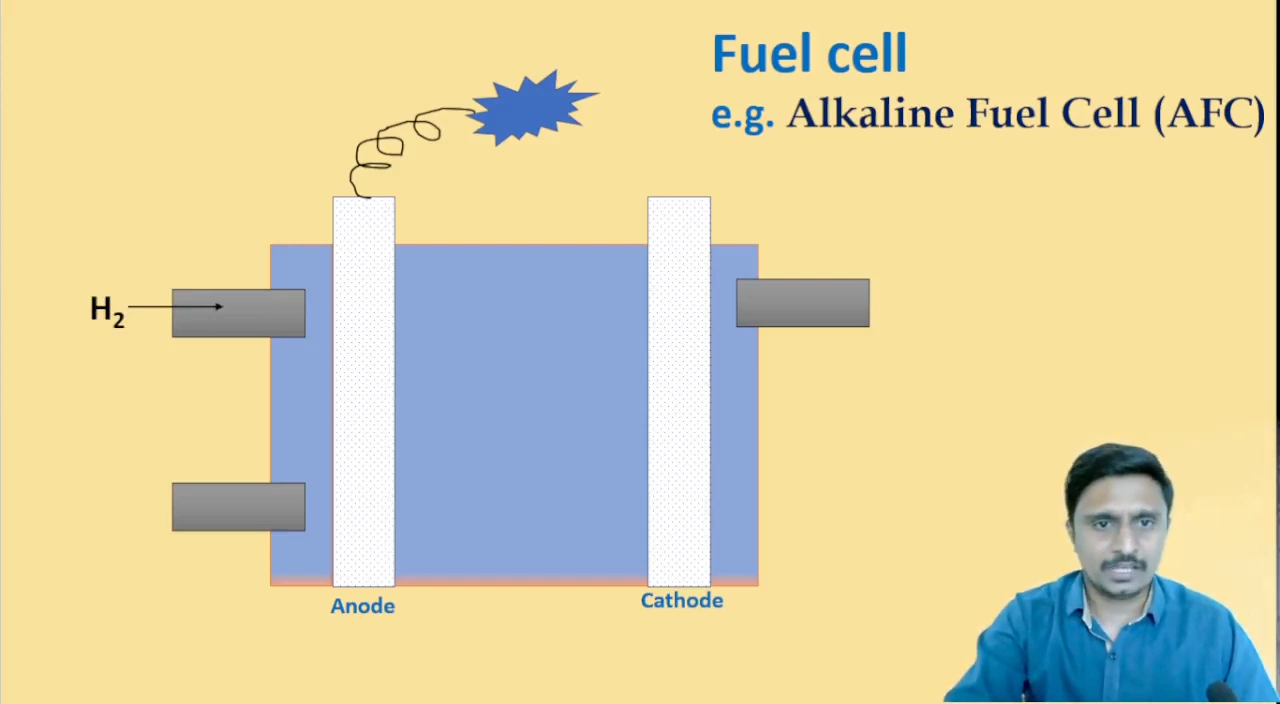 Fuel cell
e.g. Alkaline Fuel Cell (AFC)
H₂
Anode
Cathode